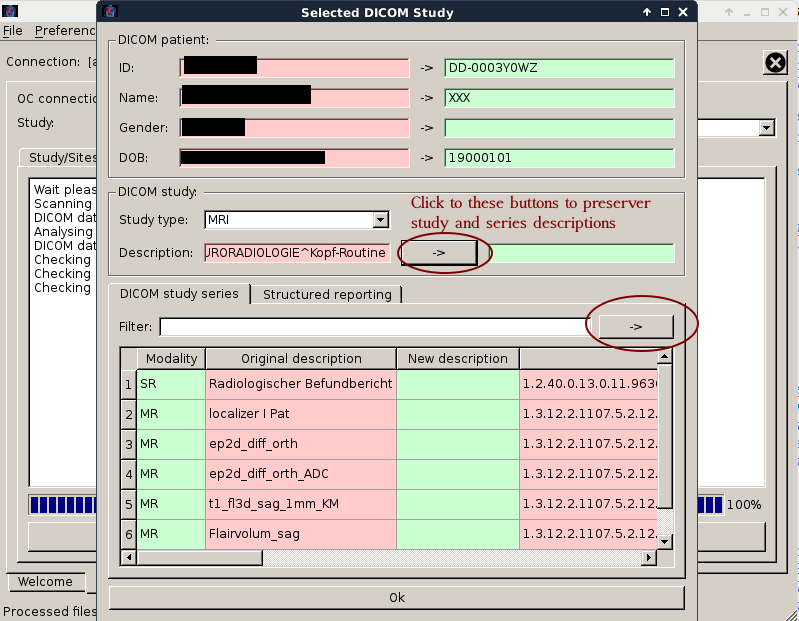 Selected DICOM Study
File Preferenc
Connection: [a
OC connectio
Study:
Study/Sites
Wait pleas
Scanning
DICOM dat
Analysing
DICOM dat
Checking
Checking
Checking
100%
Welcome
Processed files
DICOM patient:
ID: -> DD-0003Y0WZ
Name: -> XXX
Gender: ->
DOB: -> 19000101
DICOM study:
Click to these buttons to preserver
study and series descriptions
Study type: MRI
Description: JRORADIOLOGIE^Kopf-Routine ->
DICOM study series Structured reporting
Filter: ->
Modality Original description New description
1 SR Radiologischer Befundbericht 1.2.40.0.13.0.11.9630
2 MR localizer I Pat 1.3.12.2.1107.5.2.12.
3 MR ep2d_diff_orth 1.3.12.2.1107.5.2.12.
4 MR ep2d_diff_orth_ADC 1.3.12.2.1107.5.2.12.
5 MR t1_fl3d_sag_1mm_KM 1.3.12.2.1107.5.2.12.
6 MR Flairvolum_sag 1.3.12.2.1107.5.2.12.
Ok